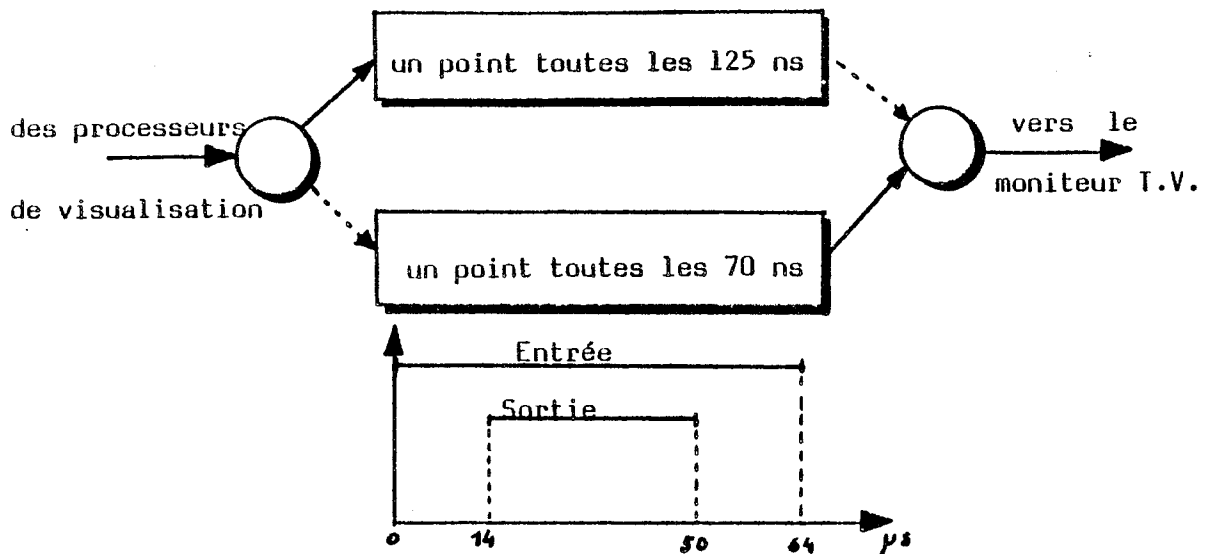 un point toutes les 125 ns
des processeurs
de visualisation
vers le
moniteur T.V.
un point toutes les 70 ns
Entrée
Sortie
0 14 50 64 µs